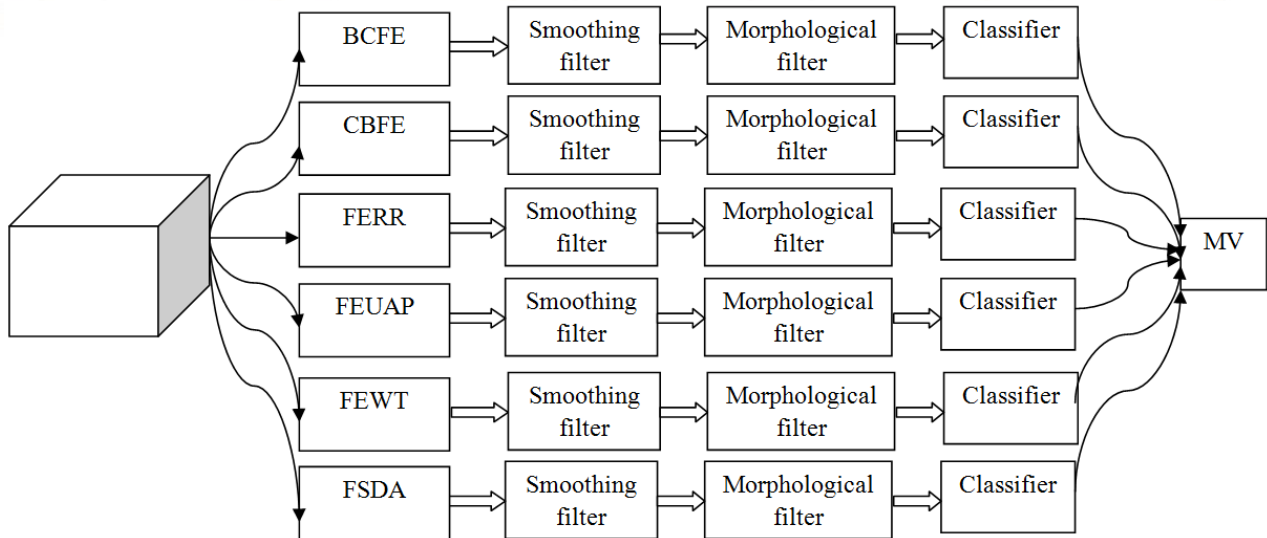 BCFE
Smoothing
filter
Morphological
filter
Classifier
CBFE
Smoothing
filter
Morphological
filter
Classifier
FERR
Smoothing
filter
Morphological
filter
Classifier
MV
FEUAP
Smoothing
filter
Morphological
filter
Classifier
FEWT
Smoothing
filter
Morphological
filter
Classifier
FSDA
Smoothing
filter
Morphological
filter
Classifier